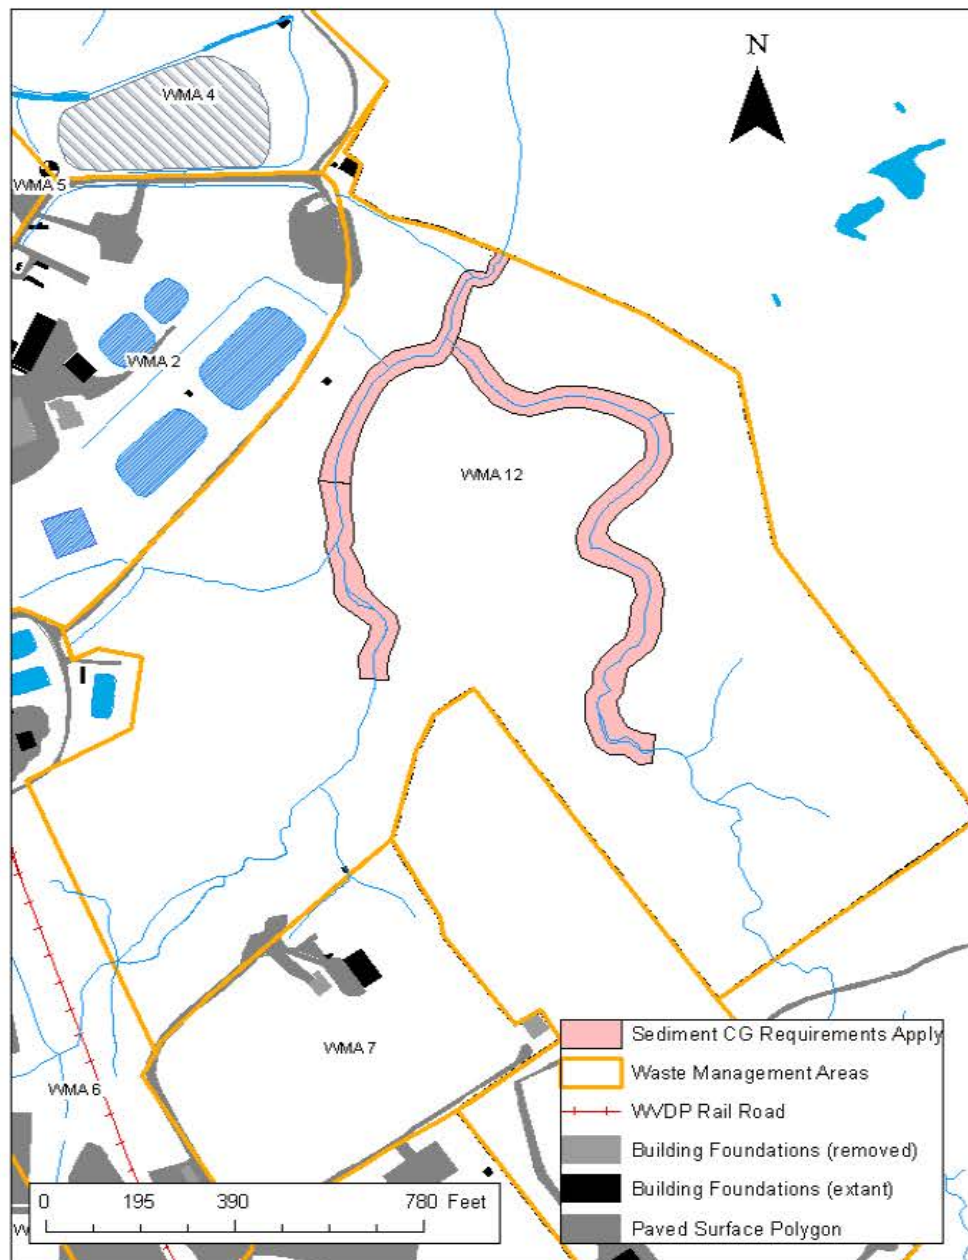 N
WMA 4
WMA 5
WMA 2
WMA 12
WMA 7
WMA 6
Sediment CG Requirements Apply
Waste Management Areas
WVDP Rail Road
Building Foundations (removed)
Building Foundations (extant)
Paved Surface Polygon
0 195 390 780 Feet